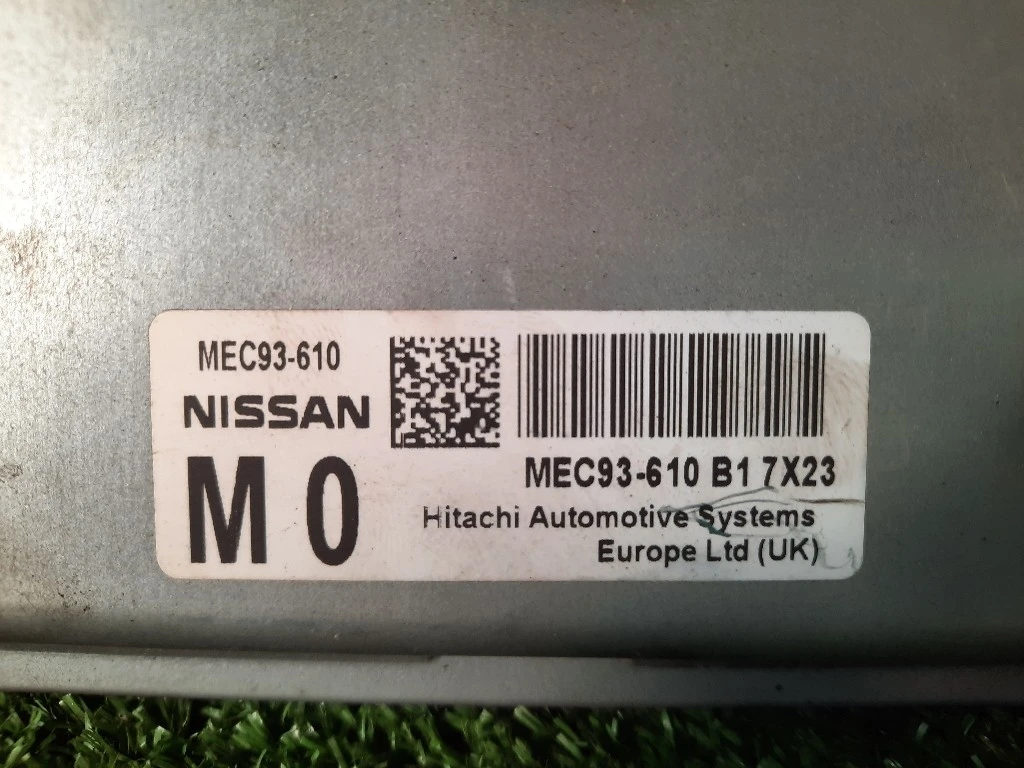 MEC93-610
NISSAN
M 0
MEC93-610 B1 7X23
Hitachi Automotive Systems
Europe Ltd (UK)